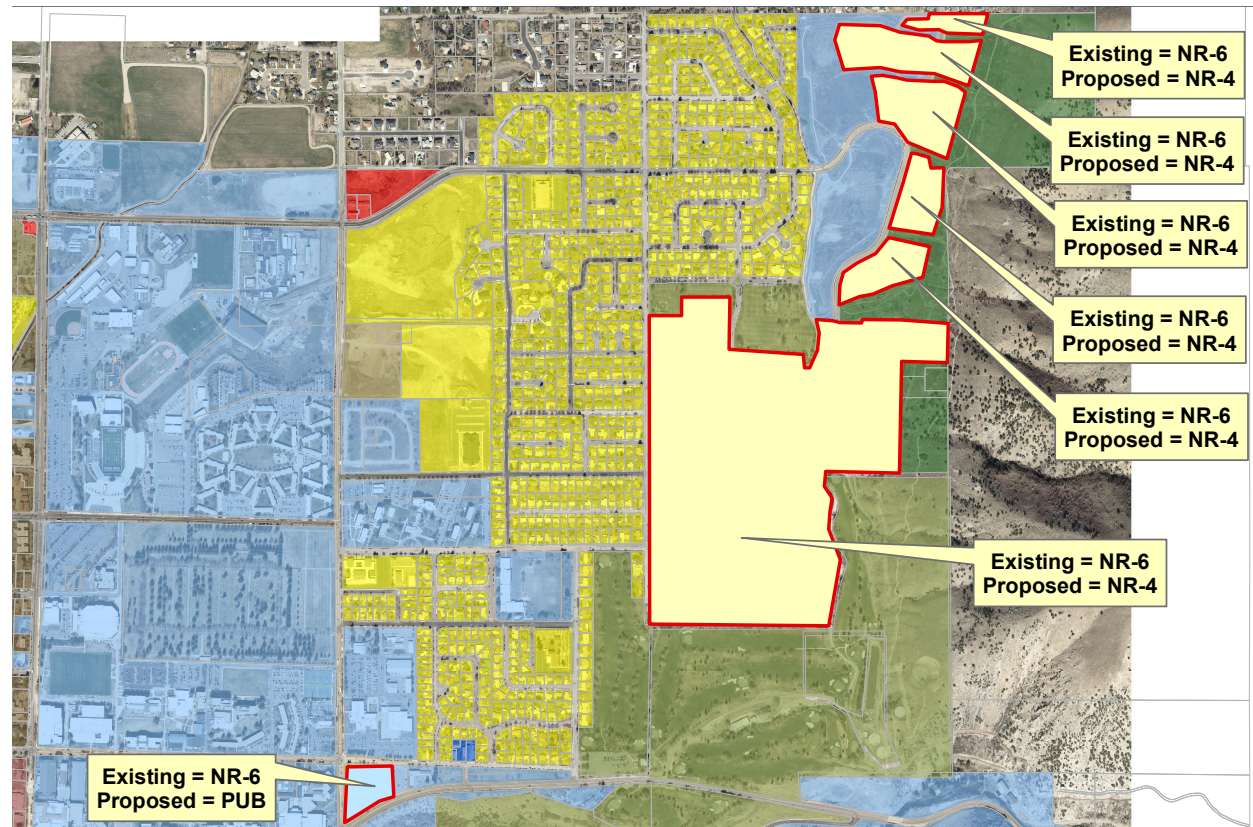 Existing = NR-6
Proposed = NR-4
Existing = NR-6
Proposed = NR-4
Existing = NR-6
Proposed = NR-4
Existing = NR-6
Proposed = NR-4
Existing = NR-6
Proposed = NR-4
Existing = NR-6
Proposed = NR-4
Existing = NR-6
Proposed = PUB